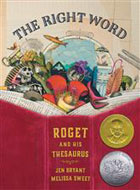 THE RIGHT WORD
ROGET
AND HIS
THESAURUS
JEN BRYANT
MELISSA SWEET